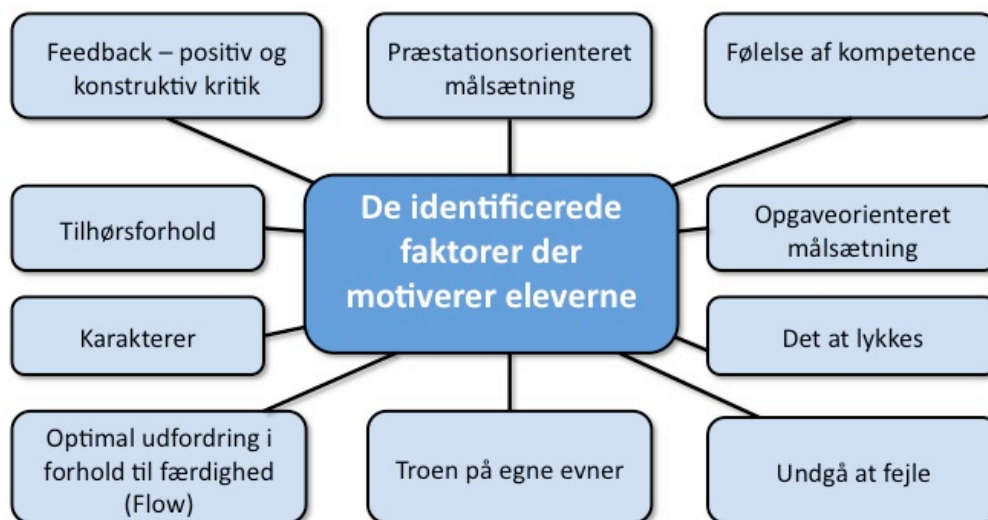 Feedback – positiv og
konstruktiv kritik
Præstationsorienteret
målsætning
Følelse af kompetence
De identificerede
faktorer der
motiverer eleverne
Tilhørsforhold
Opgaveorienteret
målsætning
Karakterer
Det at lykkes
Optimal udfordring i
forhold til færdighed
(Flow)
Troen på egne evner
Undgå at fejle